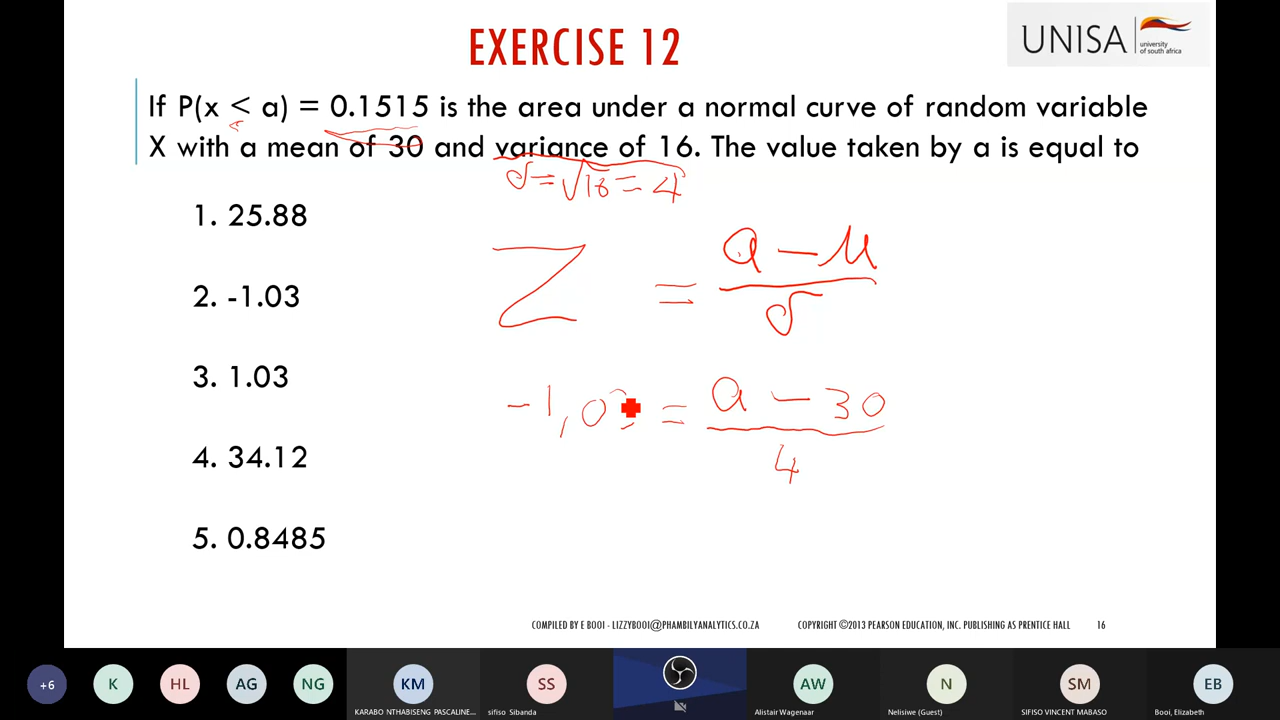 EXERCISE 12
UNISA
university
of south africa
If P(x < a) = 0.1515 is the area under a normal curve of random variable
X with a mean of 30 and variance of 16. The value taken by a is equal to
σ = √16 = 4
1. 25.88
Z = a - μ
σ
2. -1.03
3. 1.03
-1,03 = a - 30
4
4. 34.12
5. 0.8485
COMPILED BY E BOOI - LIZZYBOOI@PHAMBILYANALYTICS.CO.ZA
COPYRIGHT ©2013 PEARSON EDUCATION, INC. PUBLISHING AS PRENTICE HALL
16
+6
K
HL
AG
NG
KM
SS
AW
N
SM
EB
KARABO NTHABISENG PASCALINE...
sifiso Sibanda
Alistair Wagenaar
Nelisiwe (Guest)
SIFISO VINCENT MABASO
Booi, Elizabeth